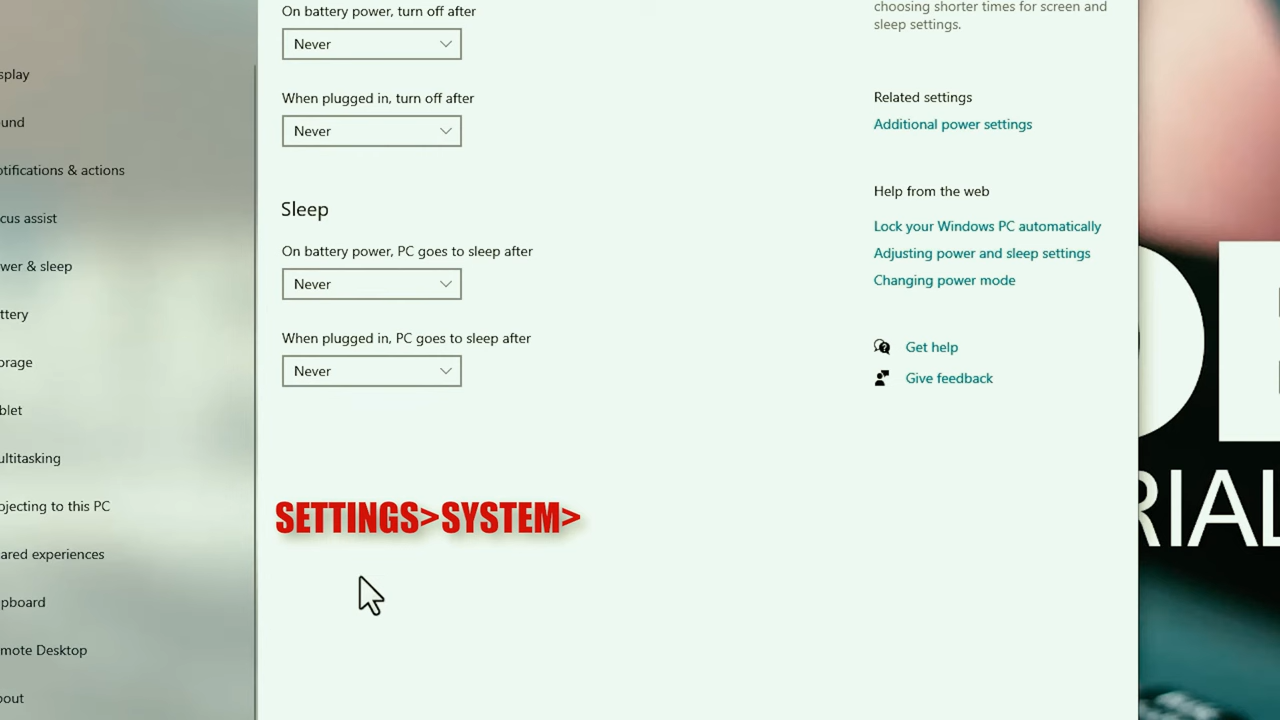 splay
und
otifications & actions
cus assist
wer & sleep
ttery
orage
blet
ultitasking
ojecting to this PC
ared experiences
pboard
mote Desktop
bout
On battery power, turn off after
Never
When plugged in, turn off after
Never
Sleep
On battery power, PC goes to sleep after
Never
When plugged in, PC goes to sleep after
Never
SETTINGS>SYSTEM>
choosing shorter times for screen and
sleep settings.
Related settings
Additional power settings
Help from the web
Lock your Windows PC automatically
Adjusting power and sleep settings
Changing power mode
Get help
Give feedback
RIAL